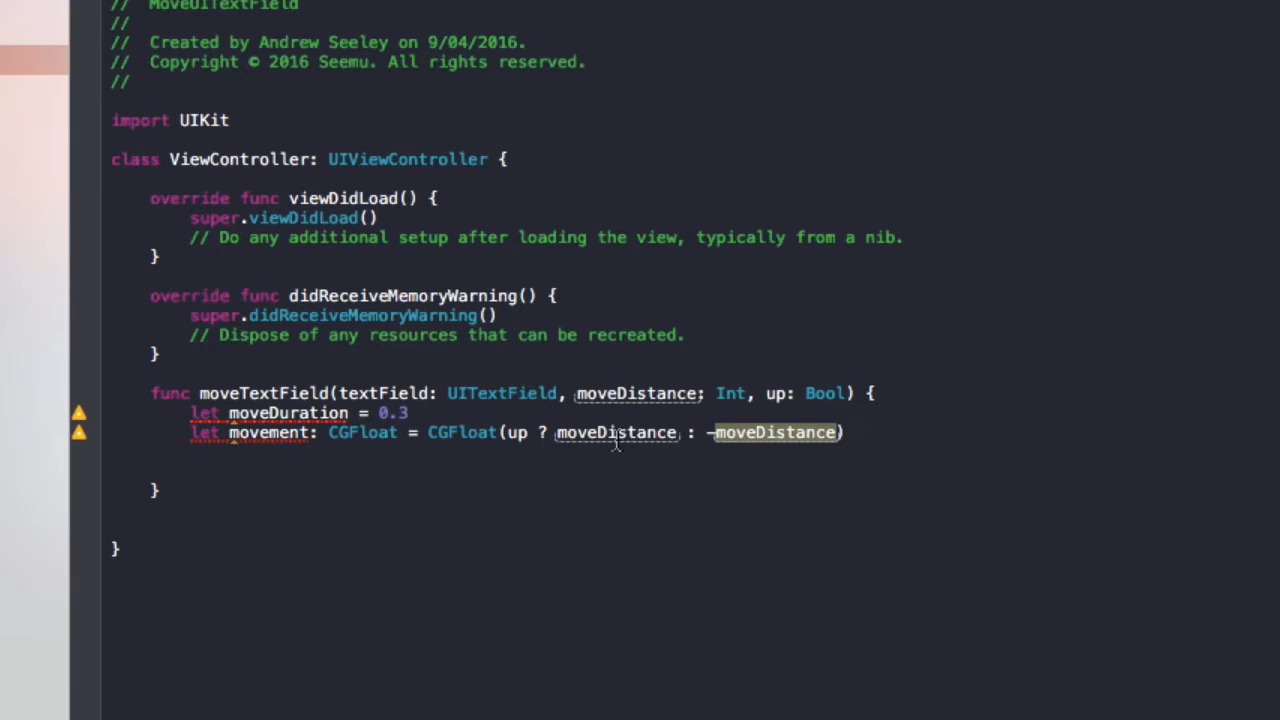 //  MoveUITextField
//
//  Created by Andrew Seeley on 9/04/2016.
//  Copyright © 2016 Seemu. All rights reserved.
//
import UIKit
class ViewController: UIViewController {
override func viewDidLoad() {
super.viewDidLoad()
// Do any additional setup after loading the view, typically from a nib.
}
override func didReceiveMemoryWarning() {
super.didReceiveMemoryWarning()
// Dispose of any resources that can be recreated.
}
func moveTextField(textField: UITextField, moveDistance: Int, up: Bool) {
let moveDuration = 0.3
let movement: CGFloat = CGFloat(up ? moveDistance : -moveDistance)
}
}